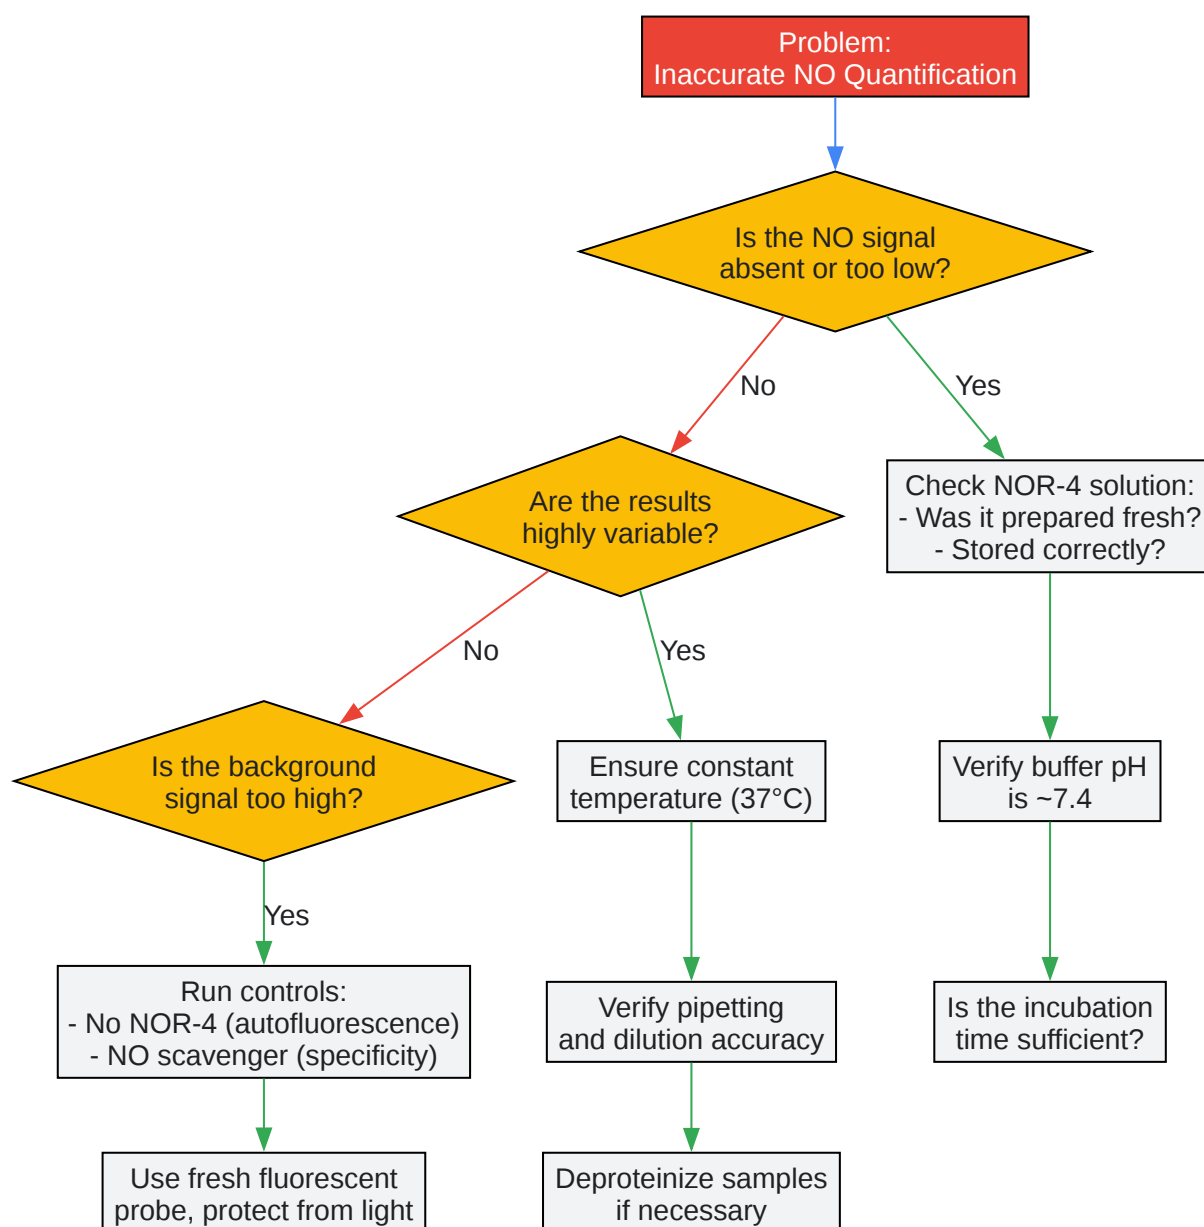 Problem:
Inaccurate NO Quantification
Is the NO signal
absent or too low?
No
Yes
Are the results
highly variable?
Check NOR-4 solution:
- Was it prepared fresh?
- Stored correctly?
No
Yes
Is the background
signal too high?
Ensure constant
temperature (37°C)
Verify buffer pH
is ~7.4
Yes
Run controls:
- No NOR-4 (autofluorescence)
- NO scavenger (specificity)
Verify pipetting
and dilution accuracy
Is the incubation
time sufficient?
Use fresh fluorescent
probe, protect from light
Deproteinize samples
if necessary